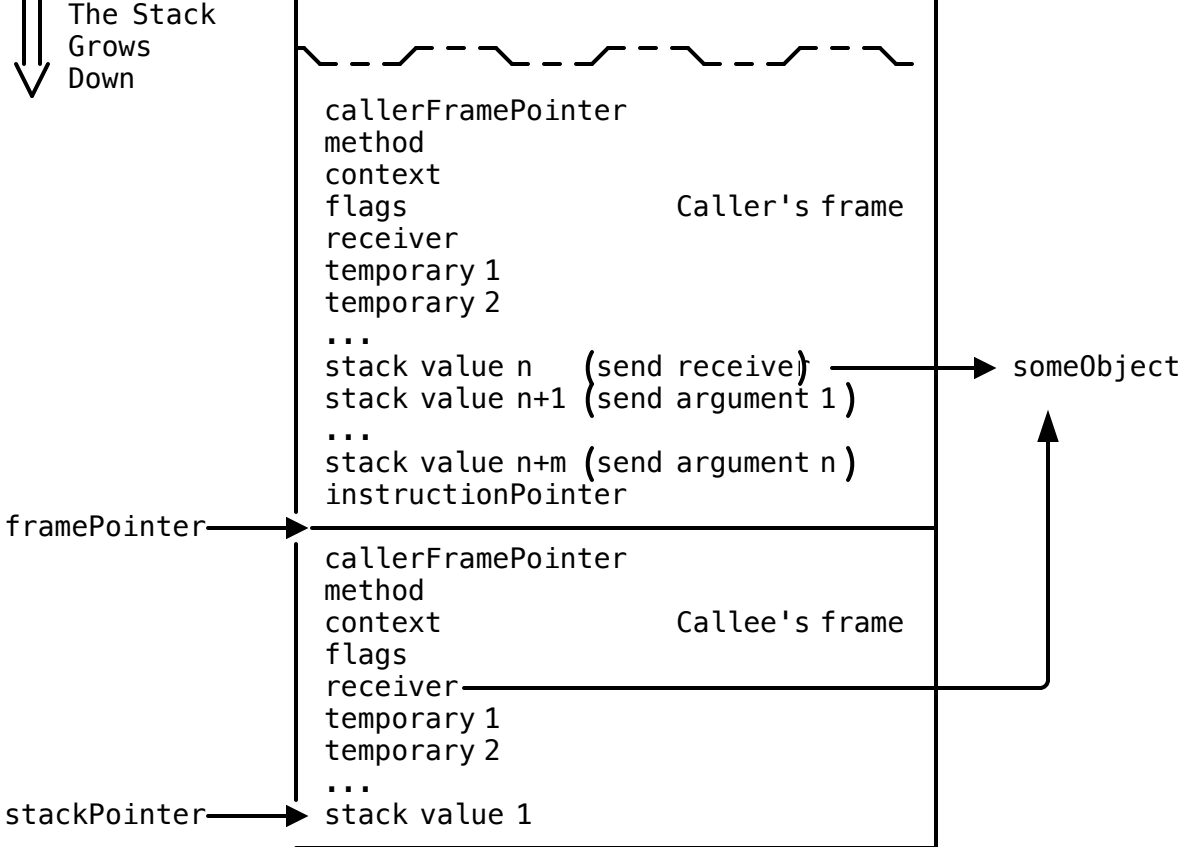 The Stack
Grows
Down
callerFramePointer
method
context
flags Caller's frame
receiver
temporary 1
temporary 2
...
stack value n (send receiver) someObject
stack value n+1 (send argument 1)
...
stack value n+m (send argument n)
instructionPointer
framePointer
callerFramePointer
method
context Callee's frame
flags
receiver
temporary 1
temporary 2
...
stackPointer stack value 1